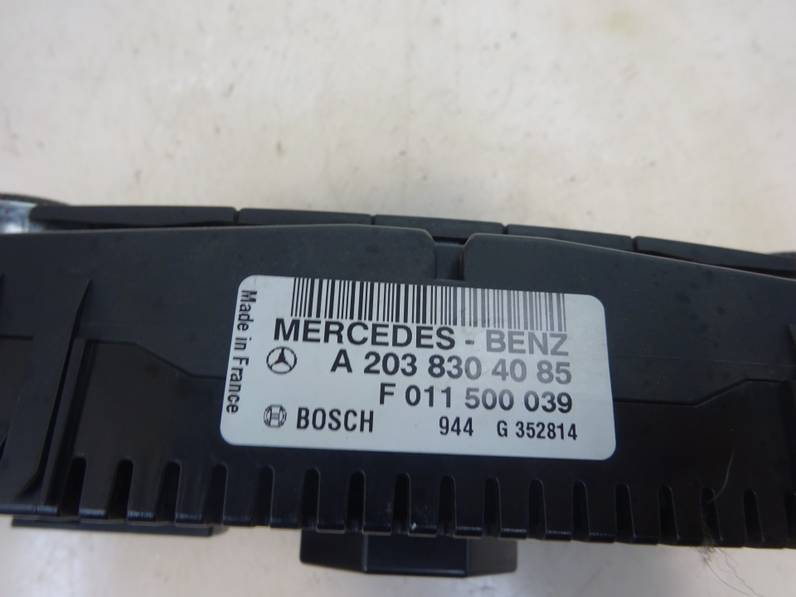 MERCEDES - BENZ
A 203 830 40 85
F 011 500 039
BOSCH 944 G 352814
Made in France